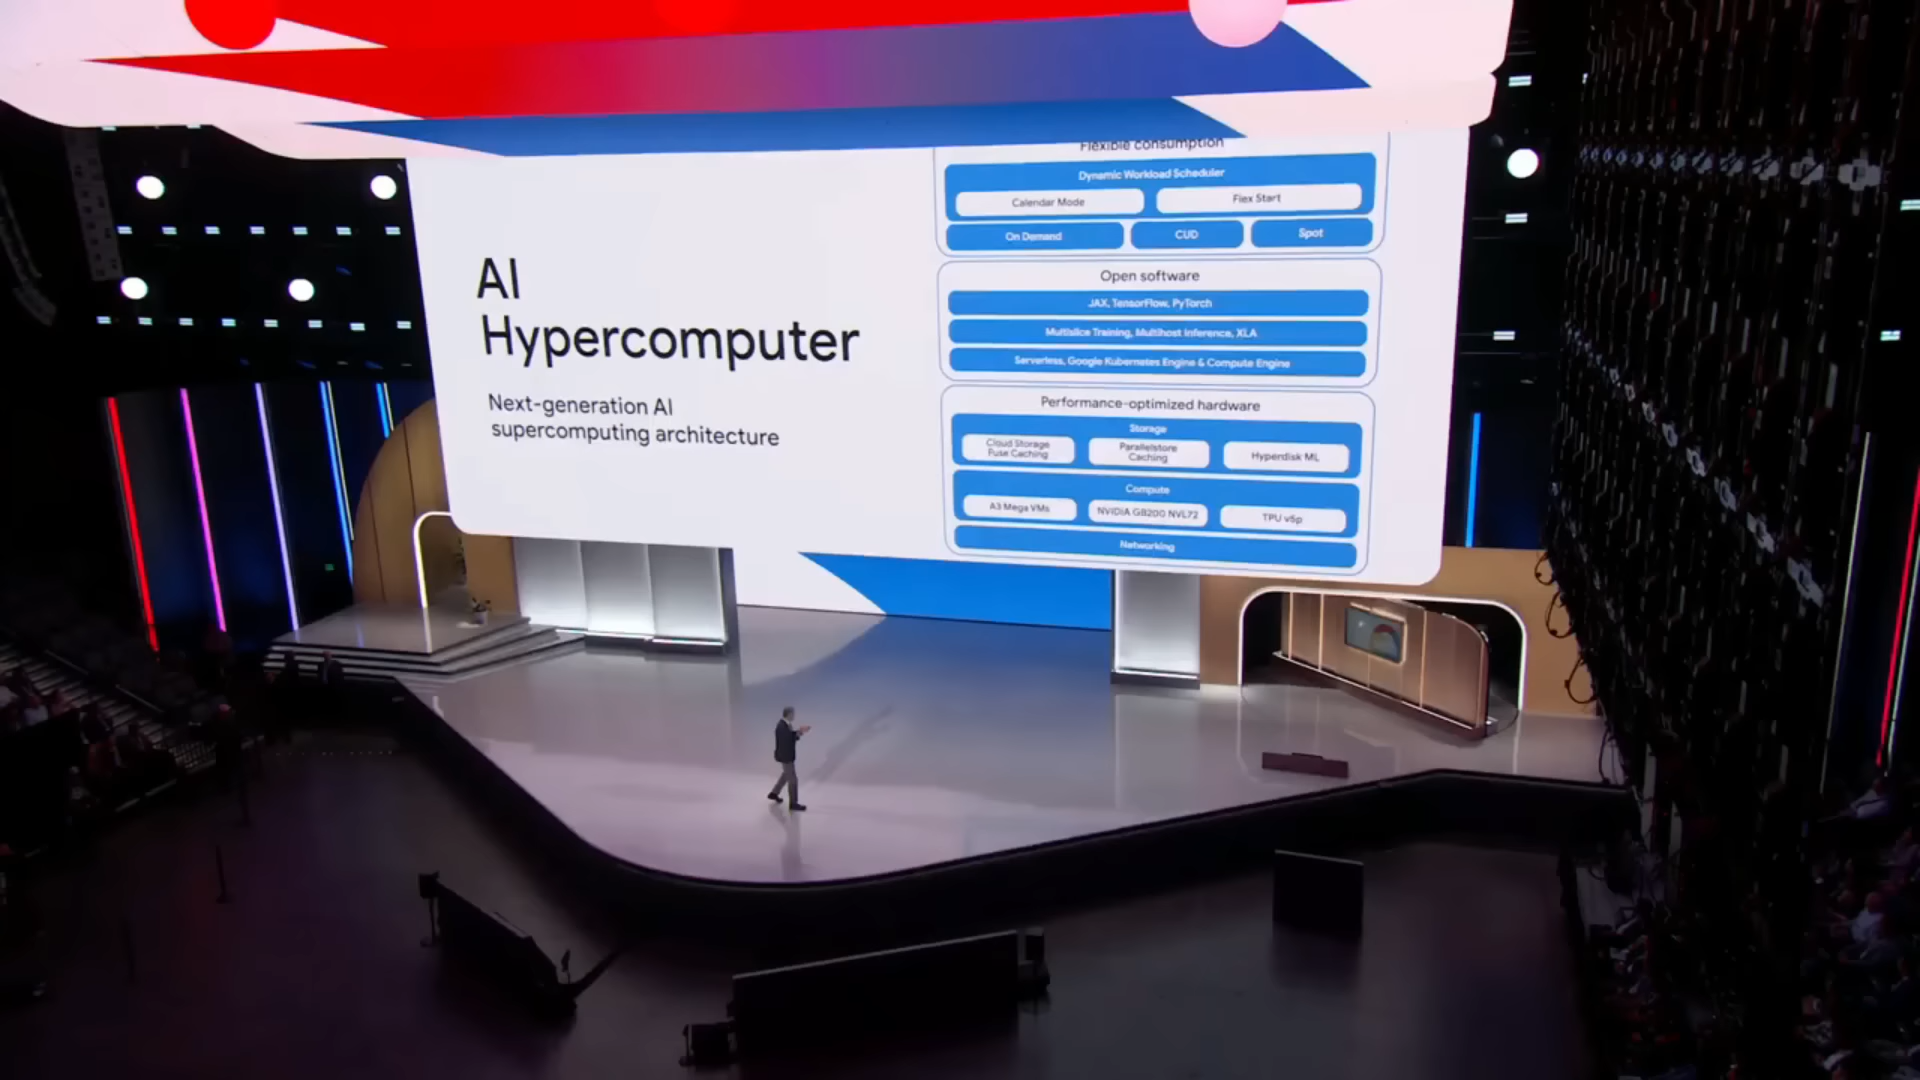 AI
Hypercomputer
Next-generation AI
supercomputing architecture
Flexible consumption
Dynamic Workload Scheduler
Calendar Mode
Flex Start
On Demand
CUD
Spot
Open software
JAX, TensorFlow, PyTorch
Multislice Training, Multihost Inference, XLA
Serverless, Google Kubernetes Engine & Compute Engine
Performance-optimized hardware
Storage
Cloud Storage
Fuse Caching
Parallelstore
Caching
Hyperdisk ML
Compute
A3 Mega VMs
NVIDIA GB200 NVL72
TPU v5p
Networking